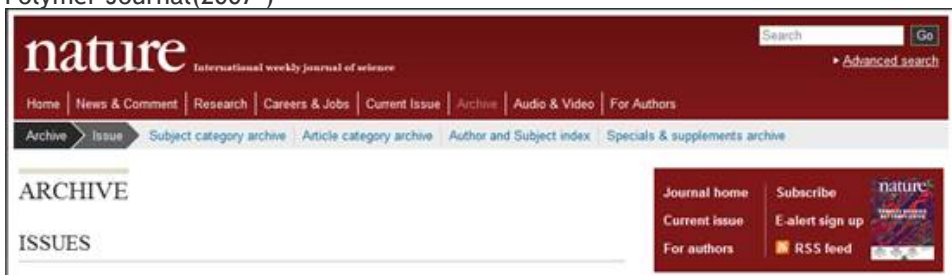 Polymer Journal(2007-)
nature International weekly journal of science
Search Go
Advanced search
Home News & Comment Research Careers & Jobs Current Issue Archive Audio & Video For Authors
Archive Issue Subject category archive Article category archive Author and Subject index Specials & supplements archive
ARCHIVE
ISSUES
Journal home Subscribe
Current issue E-alert sign up
For authors RSS feed
nature